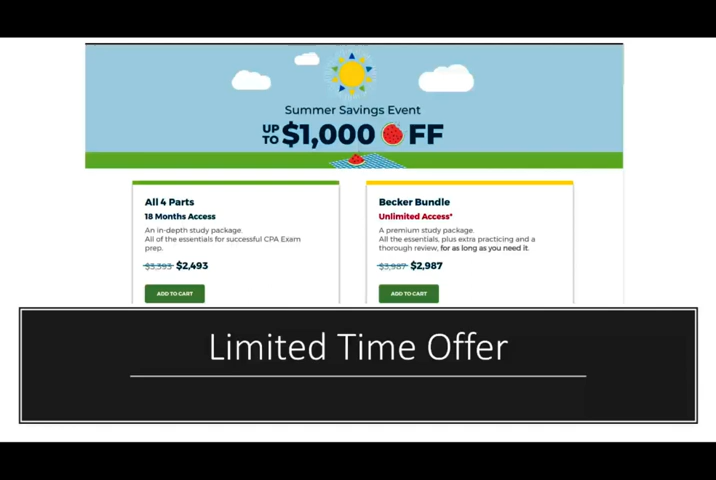 Summer Savings Event
UP TO $1,000 OFF
All 4 Parts
18 Months Access
An in-depth study package.
All of the essentials for successful CPA Exam
prep.
$3,393 $2,493
ADD TO CART
Becker Bundle
Unlimited Access*
A premium study package.
All the essentials, plus extra practicing and a
thorough review, for as long as you need it.
$3,987 $2,987
ADD TO CART
Limited Time Offer